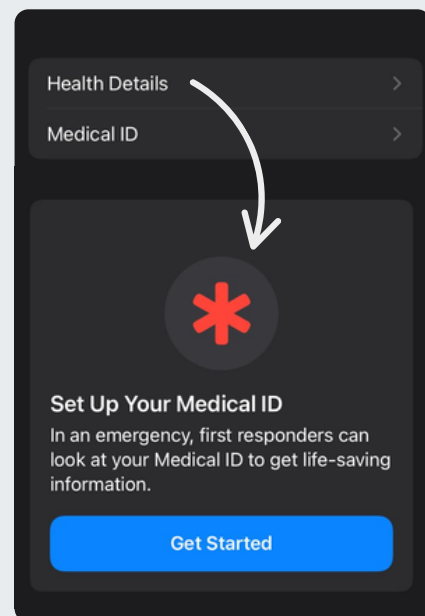 Health Details
Medical ID
Set Up Your Medical ID
In an emergency, first responders can
look at your Medical ID to get life-saving
information.
Get Started